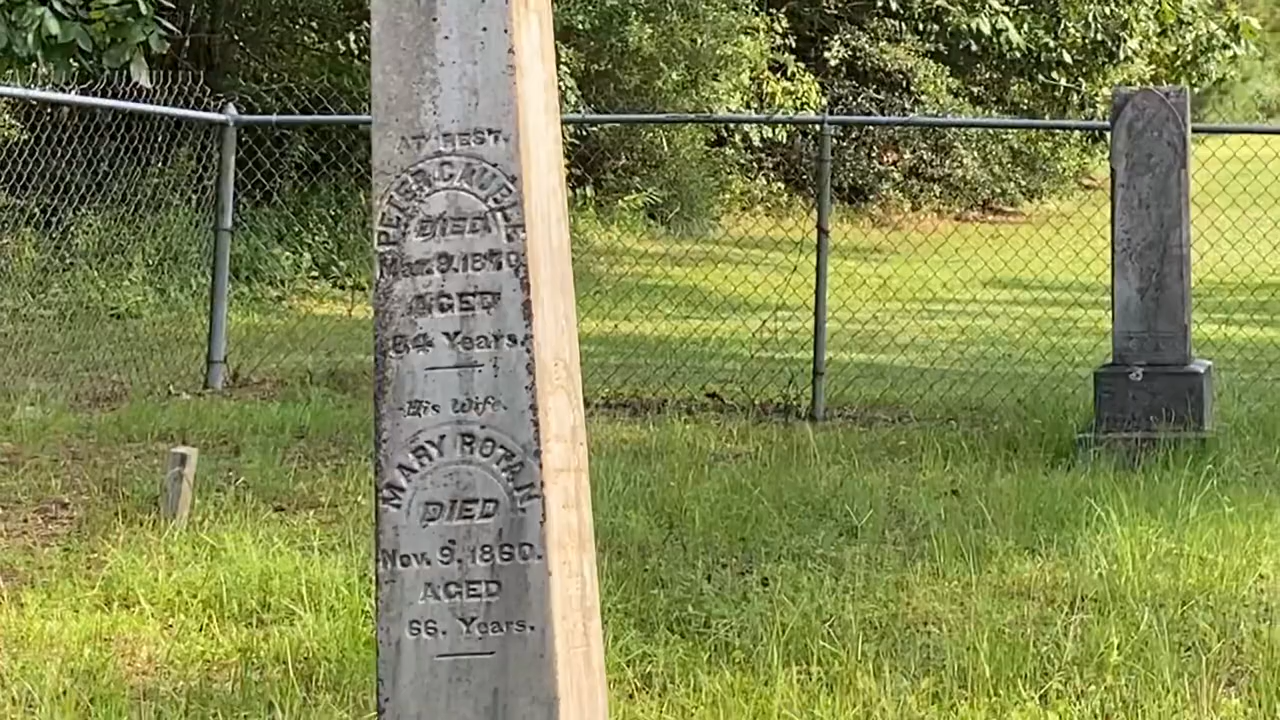 AT REST.
PETER CAUBLE
DIED
Mar. 9. 1870.
AGED
84 Years.
His Wife.
MARY ROTAN.
DIED
Nov. 9, 1860.
AGED
66. Years.